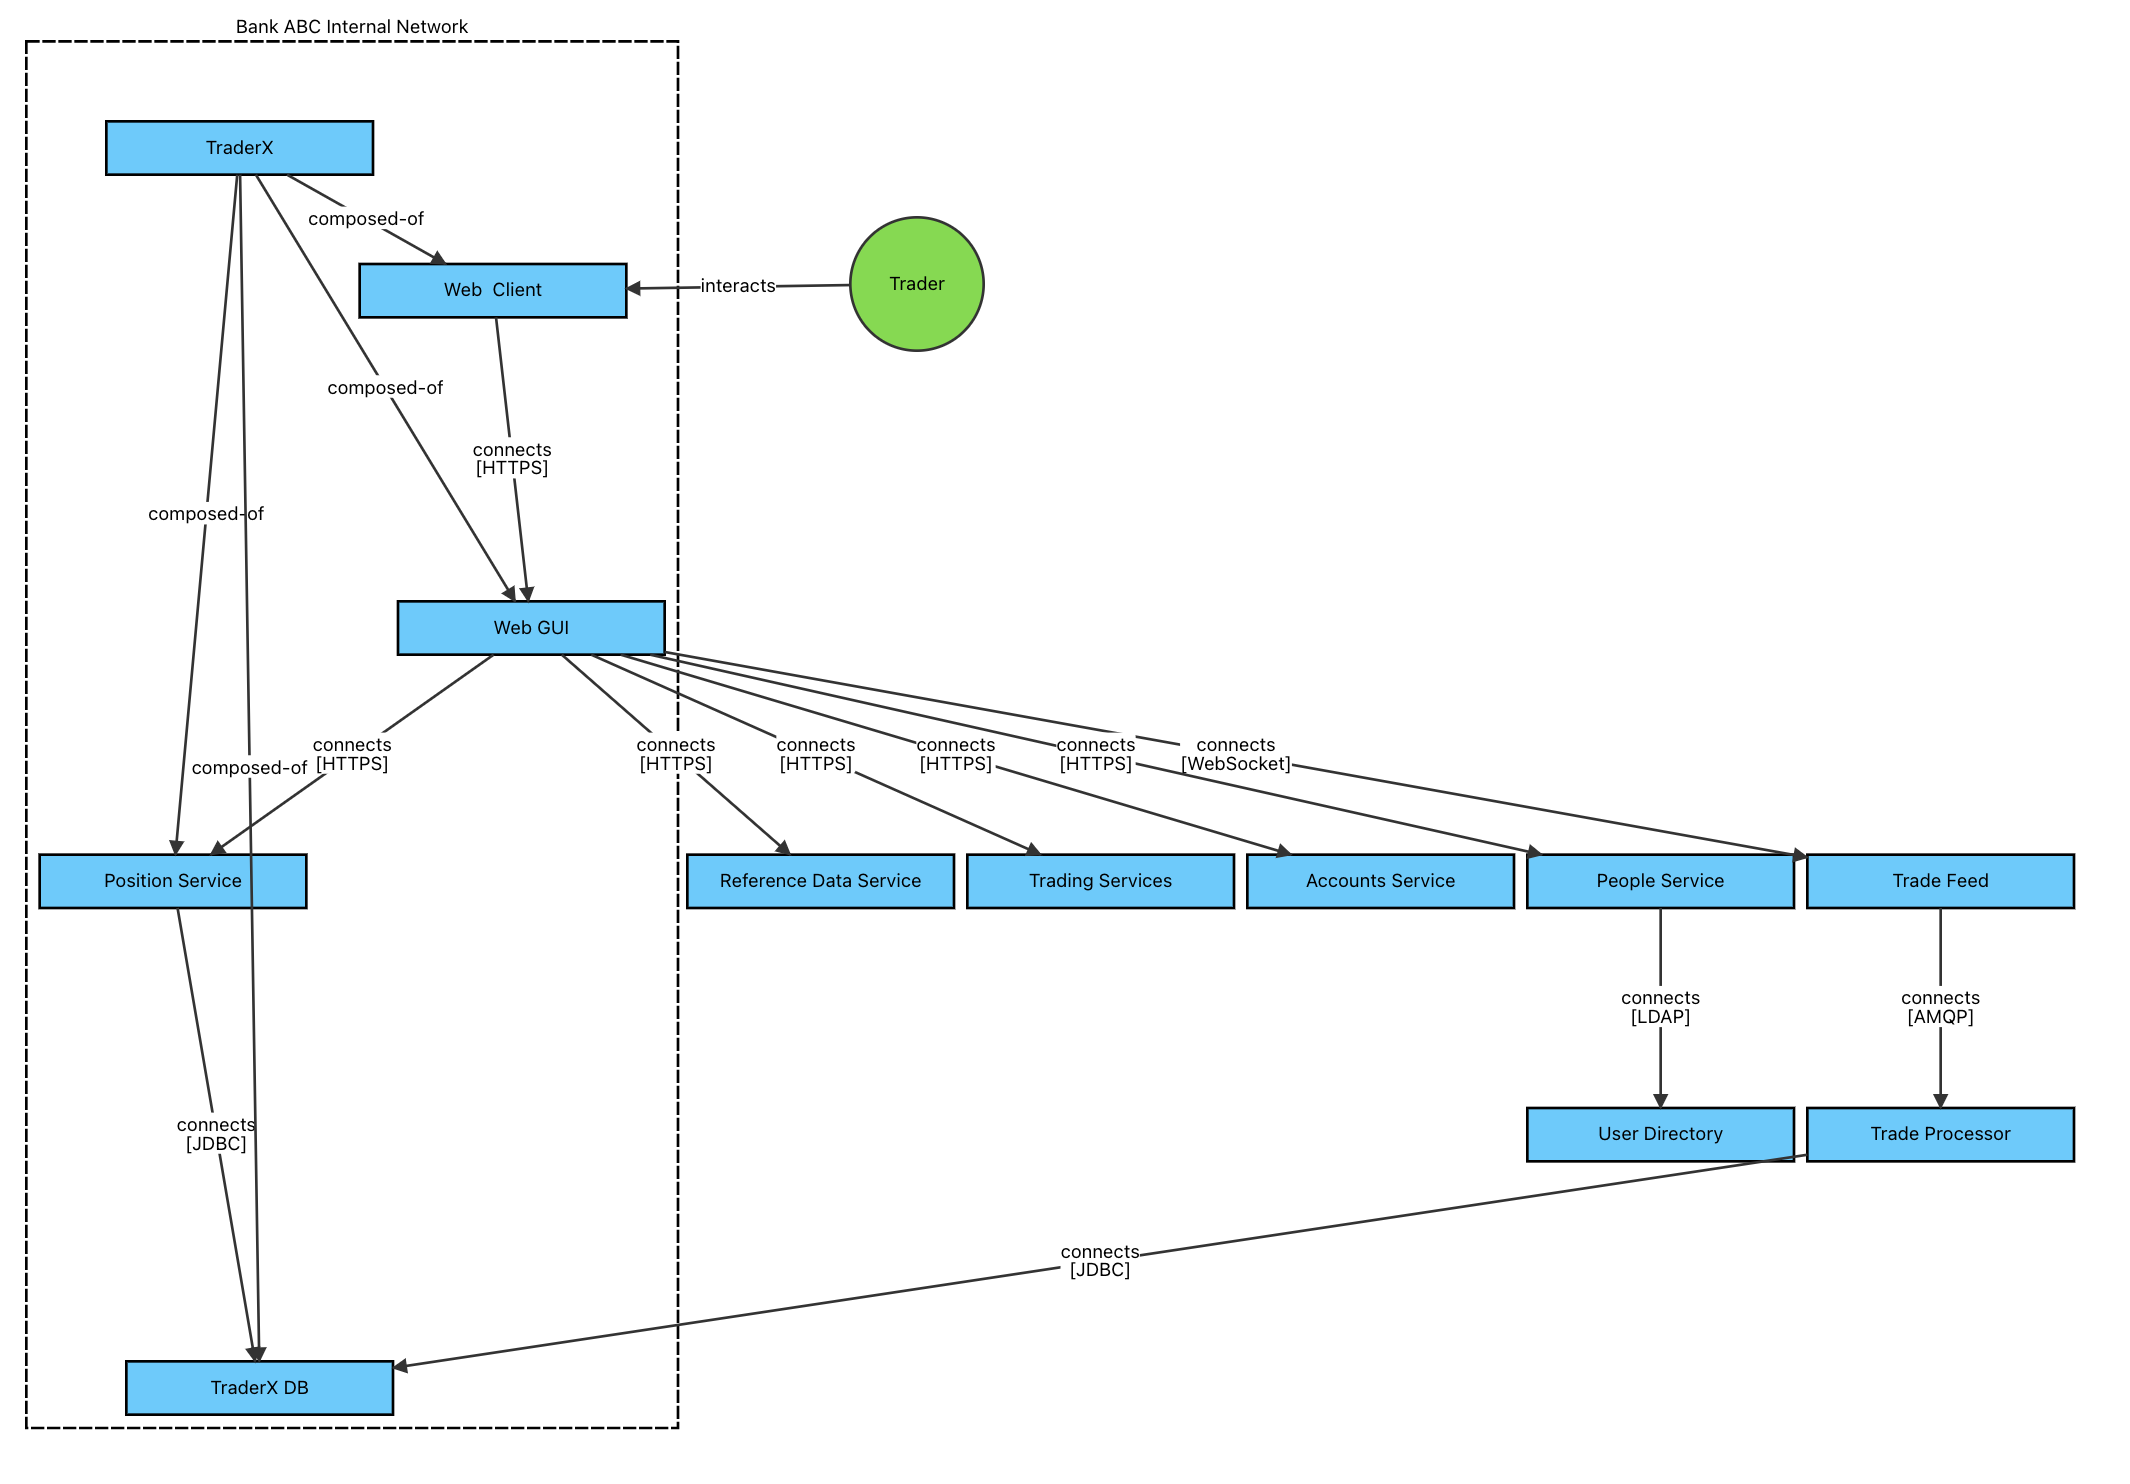 Bank ABC Internal Network
TraderX
composed-of
Web  Client
interacts
Trader
composed-of
connects
[HTTPS]
composed-of
Web GUI
composed-of
connects
[HTTPS]
connects
[HTTPS]
connects
[HTTPS]
connects
[HTTPS]
connects
[HTTPS]
connects
[WebSocket]
Position Service
Reference Data Service
Trading Services
Accounts Service
People Service
Trade Feed
connects
[LDAP]
connects
[AMQP]
connects
[JDBC]
User Directory
Trade Processor
connects
[JDBC]
TraderX DB